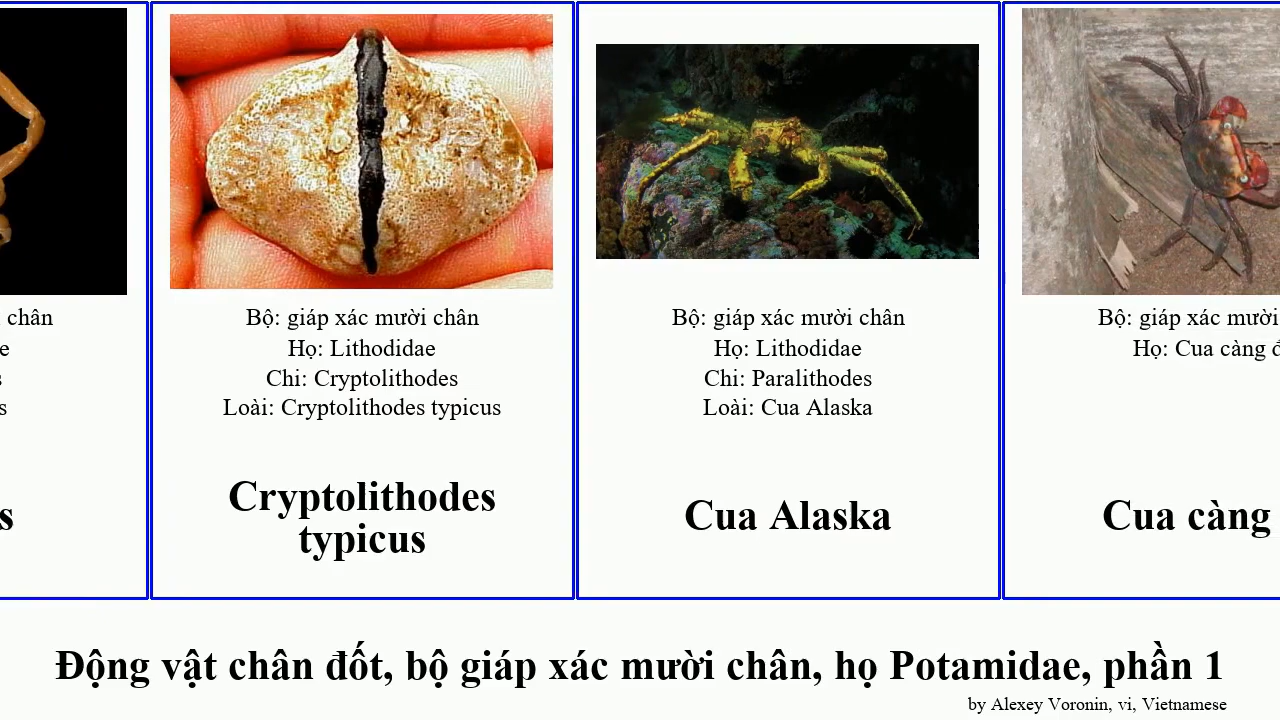 chân
e
s
s
s
Bộ: giáp xác mười chân
Họ: Lithodidae
Chi: Cryptolithodes
Loài: Cryptolithodes typicus
Cryptolithodes
typicus
Bộ: giáp xác mười chân
Họ: Lithodidae
Chi: Paralithodes
Loài: Cua Alaska
Cua Alaska
Bộ: giáp xác mười
Họ: Cua càng
Cua càng
Động vật chân đốt, bộ giáp xác mười chân, họ Potamidae, phần 1
by Alexey Voronin, vi, Vietnamese